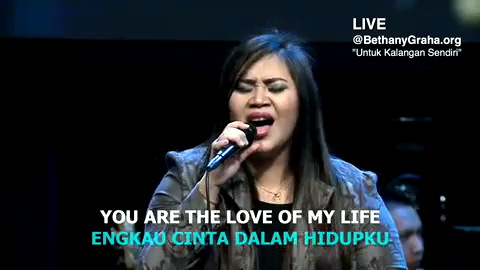 LIVE
@BethanyGraha.org
"Untuk Kalangan Sendiri"
YOU ARE THE LOVE OF MY LIFE
ENGKAU CINTA DALAM HIDUPKU